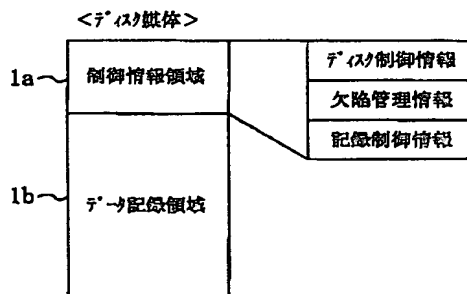 <ディスク媒体>
1a
制御情報領域
ディスク制御情報
欠陥管理情報
記録制御情報
1b
データ記録領域